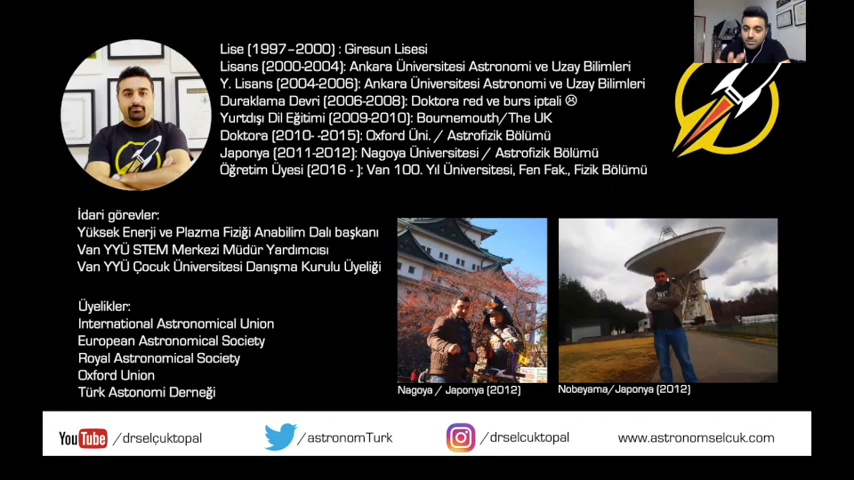 Lise (1997–2000) : Giresun Lisesi
Lisans (2000-2004): Ankara Üniversitesi Astronomi ve Uzay Bilimleri
Y. Lisans (2004-2006): Ankara Üniversitesi Astronomi ve Uzay Bilimleri
Duraklama Devri (2006-2008): Doktora red ve burs iptali ☹
Yurtdışı Dil Eğitimi (2009-2010): Bournemouth/The UK
Doktora (2010- -2015): Oxford Üni. / Astrofizik Bölümü
Japonya (2011-2012): Nagoya Üniversitesi / Astrofizik Bölümü
Öğretim Üyesi (2016 - ): Van 100. Yıl Üniversitesi, Fen Fak., Fizik Bölümü
İdari görevler:
Yüksek Enerji ve Plazma Fiziği Anabilim Dalı başkanı
Van YYÜ STEM Merkezi Müdür Yardımcısı
Van YYÜ Çocuk Üniversitesi Danışma Kurulu Üyeliği
Üyelikler:
International Astronomical Union
European Astronomical Society
Royal Astronomical Society
Oxford Union
Türk Astonomi Derneği
Nagoya / Japonya (2012)
Nobeyama/Japonya (2012)
YouTube /drselçuktopal
/astronomTurk
/drselcuktopal
www.astronomselcuk.com